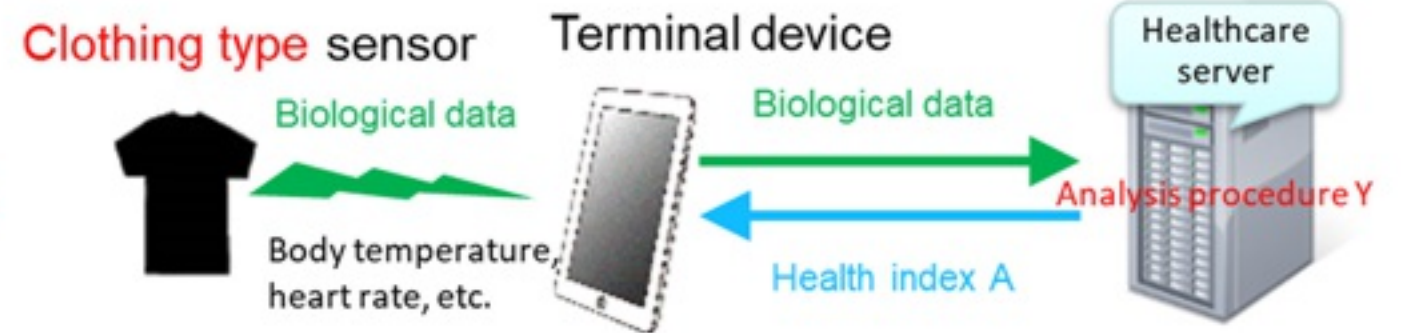 Clothing type sensor
Terminal device
Healthcare
server
Biological data
Biological data
Analysis procedure Y
Body temperature,
heart rate, etc.
Health index A